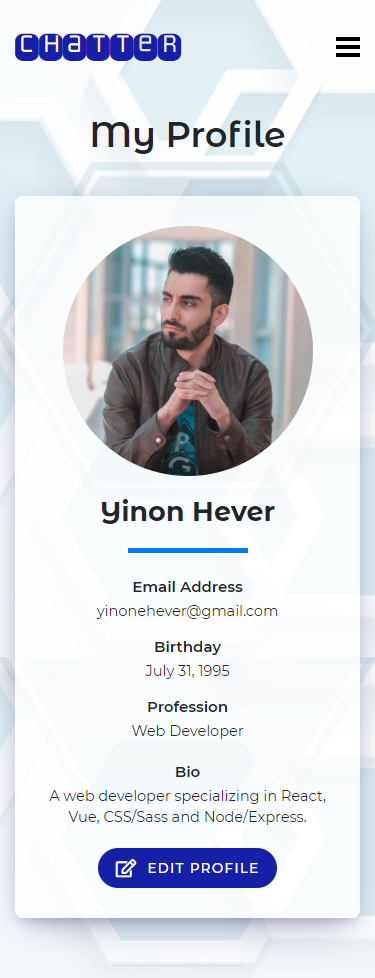 CHATTER
My Profile
PG
Yinon Hever
Email Address
yinonehever@gmail.com
Birthday
July 31, 1995
Profession
Web Developer
Bio
A web developer specializing in React,
Vue, CSS/Sass and Node/Express.
EDIT PROFILE